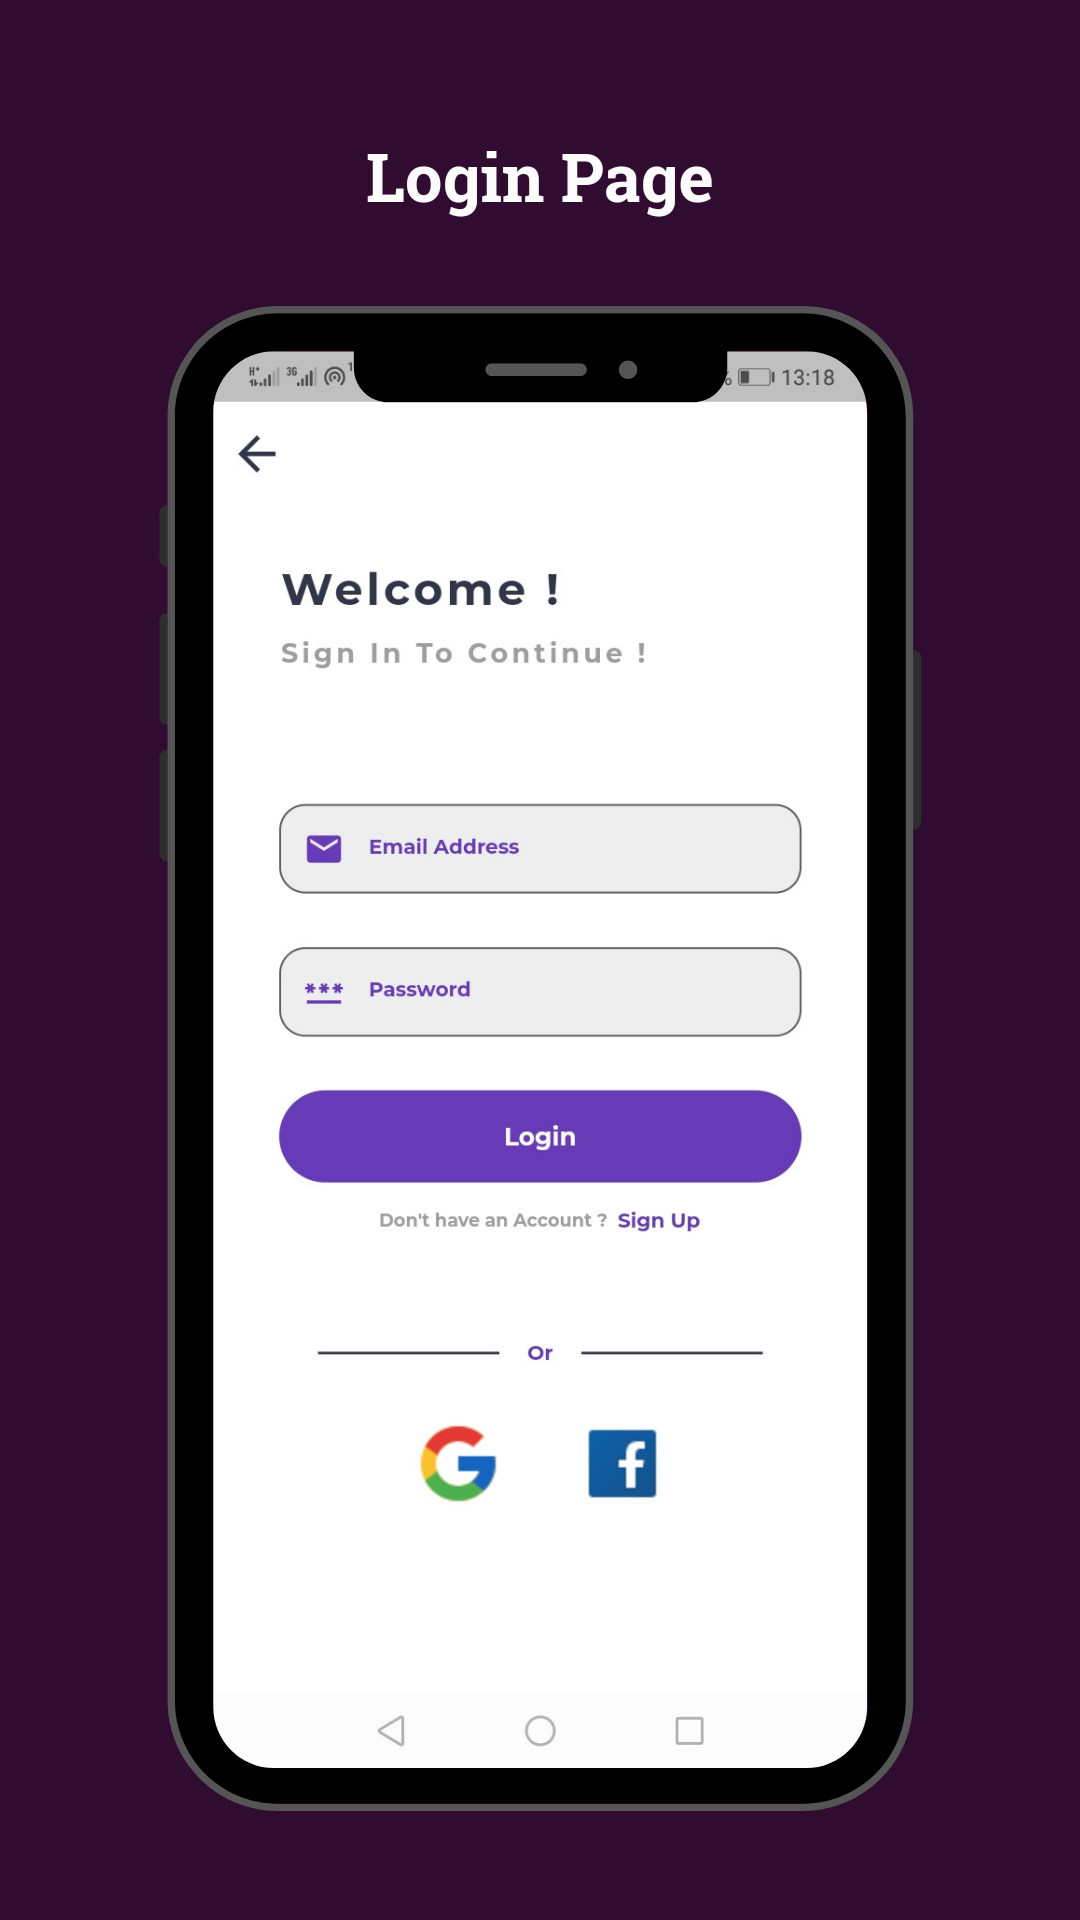 Login Page
H+ 3G 1 % 13:18
Welcome !
Sign In To Continue !
Email Address
*** Password
Login
Don't have an Account ? Sign Up
Or